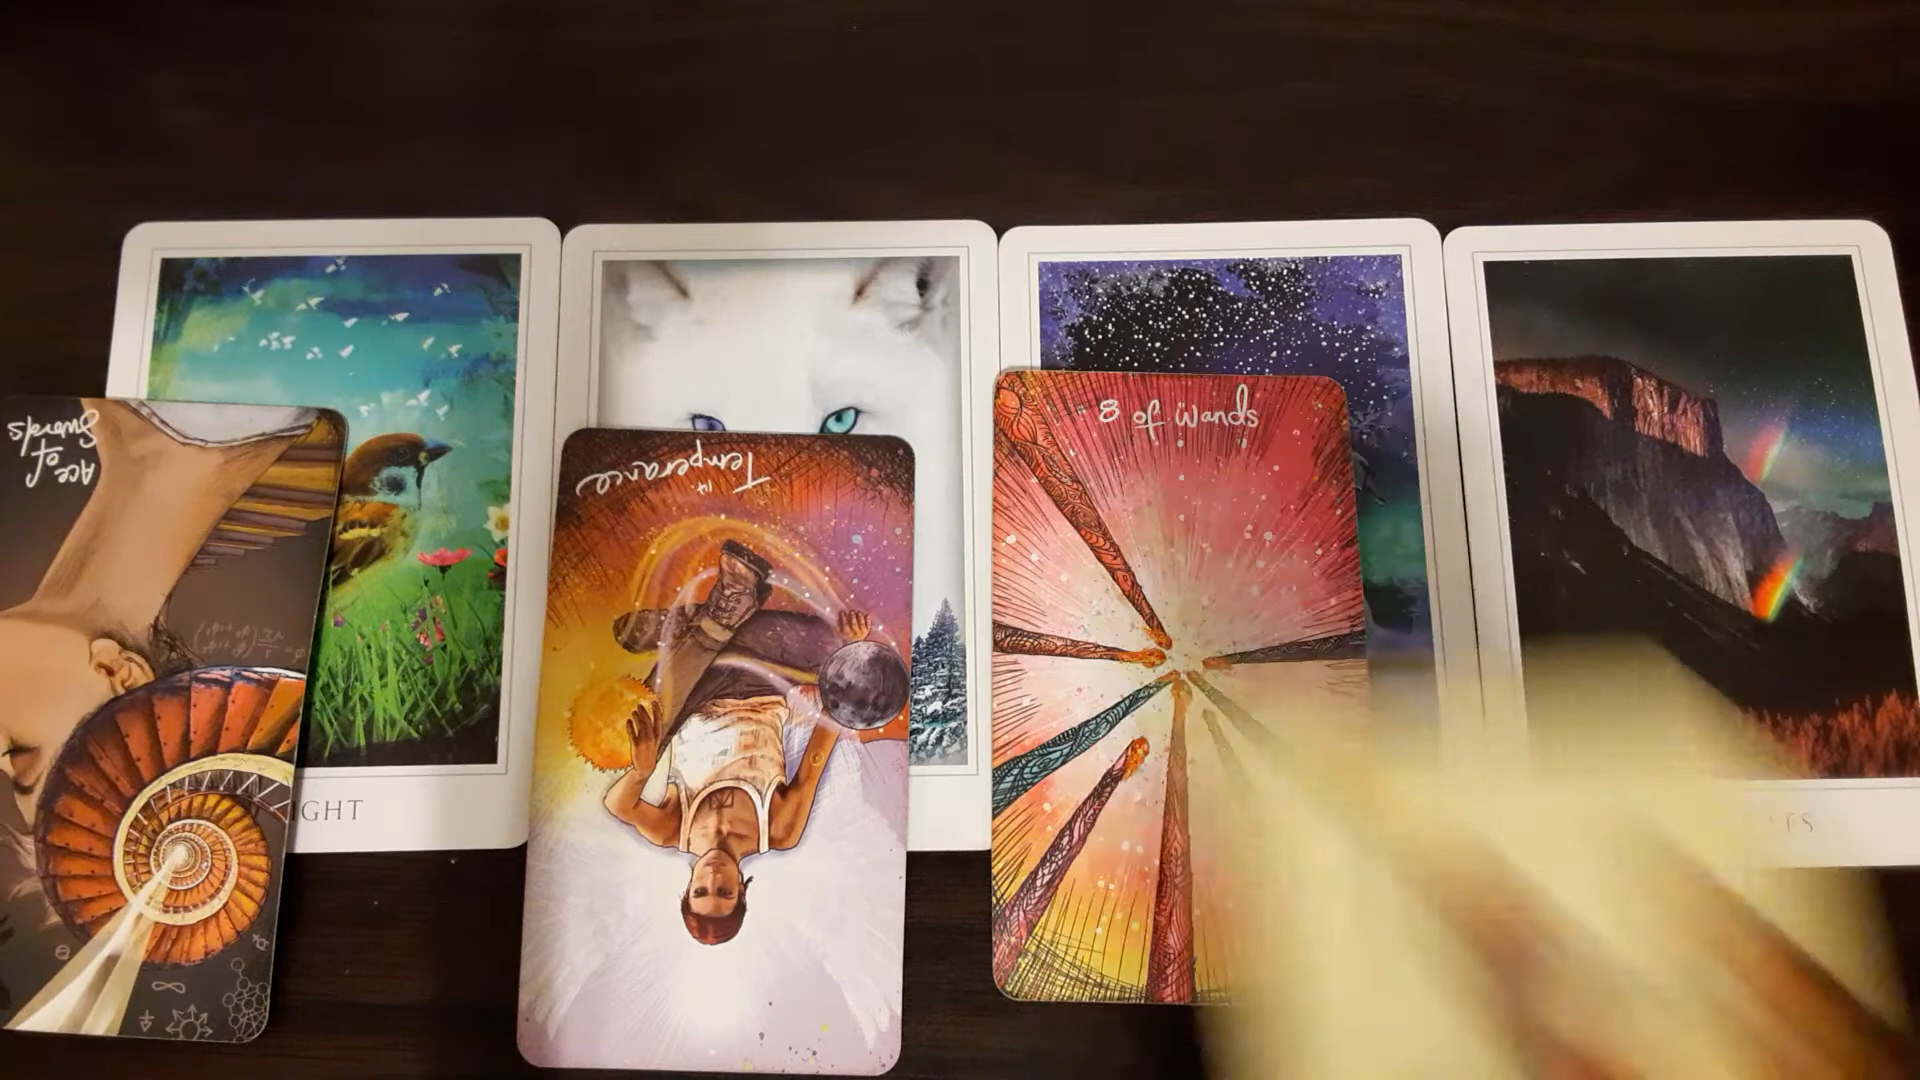 Ace
of
Swords
IGHT
14.
Temperance
8 of Wands